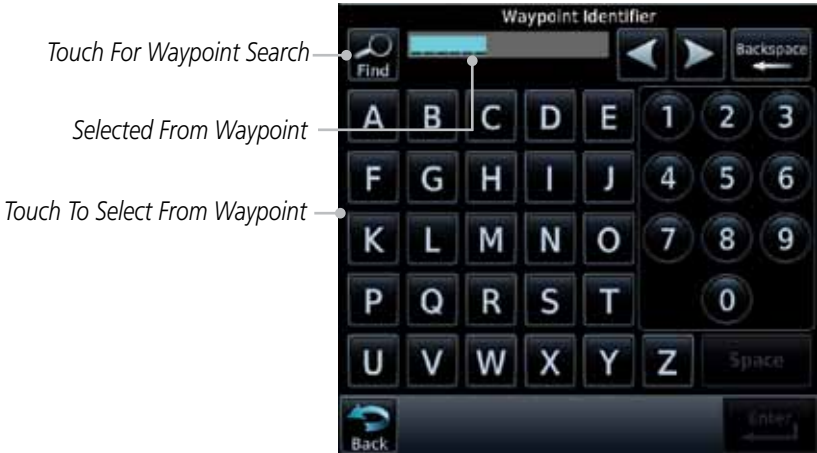 Waypoint Identifier
Touch For Waypoint Search
Find
Backspace
Selected From Waypoint
A B C D E 1 2 3
F G H I J 4 5 6
Touch To Select From Waypoint
K L M N O 7 8 9
P Q R S T 0
U V W X Y Z Space
Back
Enter